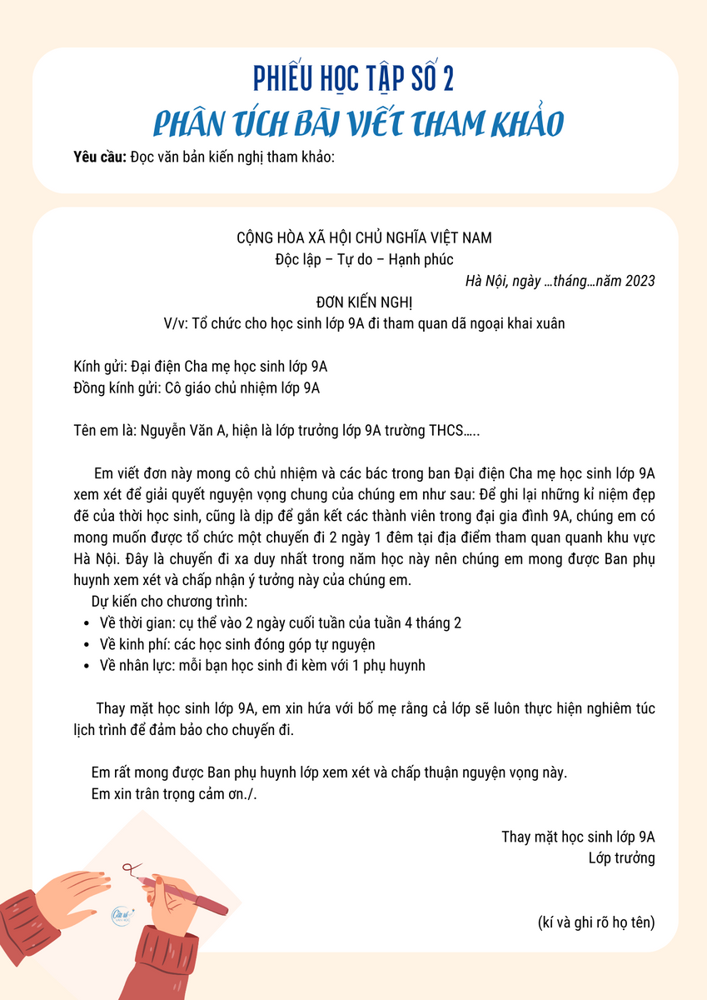 PHIẾU HỌC TẬP SỐ 2
PHÂN TÍCH BÀI VIẾT THAM KHẢO
Yêu cầu: Đọc văn bản kiến nghị tham khảo:
CỘNG HÒA XÃ HỘI CHỦ NGHĨA VIỆT NAM
Độc lập – Tự do – Hạnh phúc
Hà Nội, ngày …tháng…năm 2023
ĐƠN KIẾN NGHỊ
V/v: Tổ chức cho học sinh lớp 9A đi tham quan dã ngoại khai xuân
Kính gửi: Đại điện Cha mẹ học sinh lớp 9A
Đồng kính gửi: Cô giáo chủ nhiệm lớp 9A
Tên em là: Nguyễn Văn A, hiện là lớp trưởng lớp 9A trường THCS…..
Em viết đơn này mong cô chủ nhiệm và các bác trong ban Đại điện Cha mẹ học sinh lớp 9A
xem xét để giải quyết nguyện vọng chung của chúng em như sau: Để ghi lại những kỉ niệm đẹp
đẽ của thời học sinh, cũng là dịp để gắn kết các thành viên trong đại gia đình 9A, chúng em có
mong muốn được tổ chức một chuyến đi 2 ngày 1 đêm tại địa điểm tham quan quanh khu vực
Hà Nội. Đây là chuyến đi xa duy nhất trong năm học này nên chúng em mong được Ban phụ
huynh xem xét và chấp nhận ý tưởng này của chúng em.
Dự kiến cho chương trình:
• Về thời gian: cụ thể vào 2 ngày cuối tuần của tuần 4 tháng 2
• Về kinh phí: các học sinh đóng góp tự nguyện
• Về nhân lực: mỗi bạn học sinh đi kèm với 1 phụ huynh
Thay mặt học sinh lớp 9A, em xin hứa với bố mẹ rằng cả lớp sẽ luôn thực hiện nghiêm túc
lịch trình để đảm bảo cho chuyến đi.
Em rất mong được Ban phụ huynh lớp xem xét và chấp thuận nguyện vọng này.
Em xin trân trọng cảm ơn./.
Thay mặt học sinh lớp 9A
Lớp trưởng
(kí và ghi rõ họ tên)